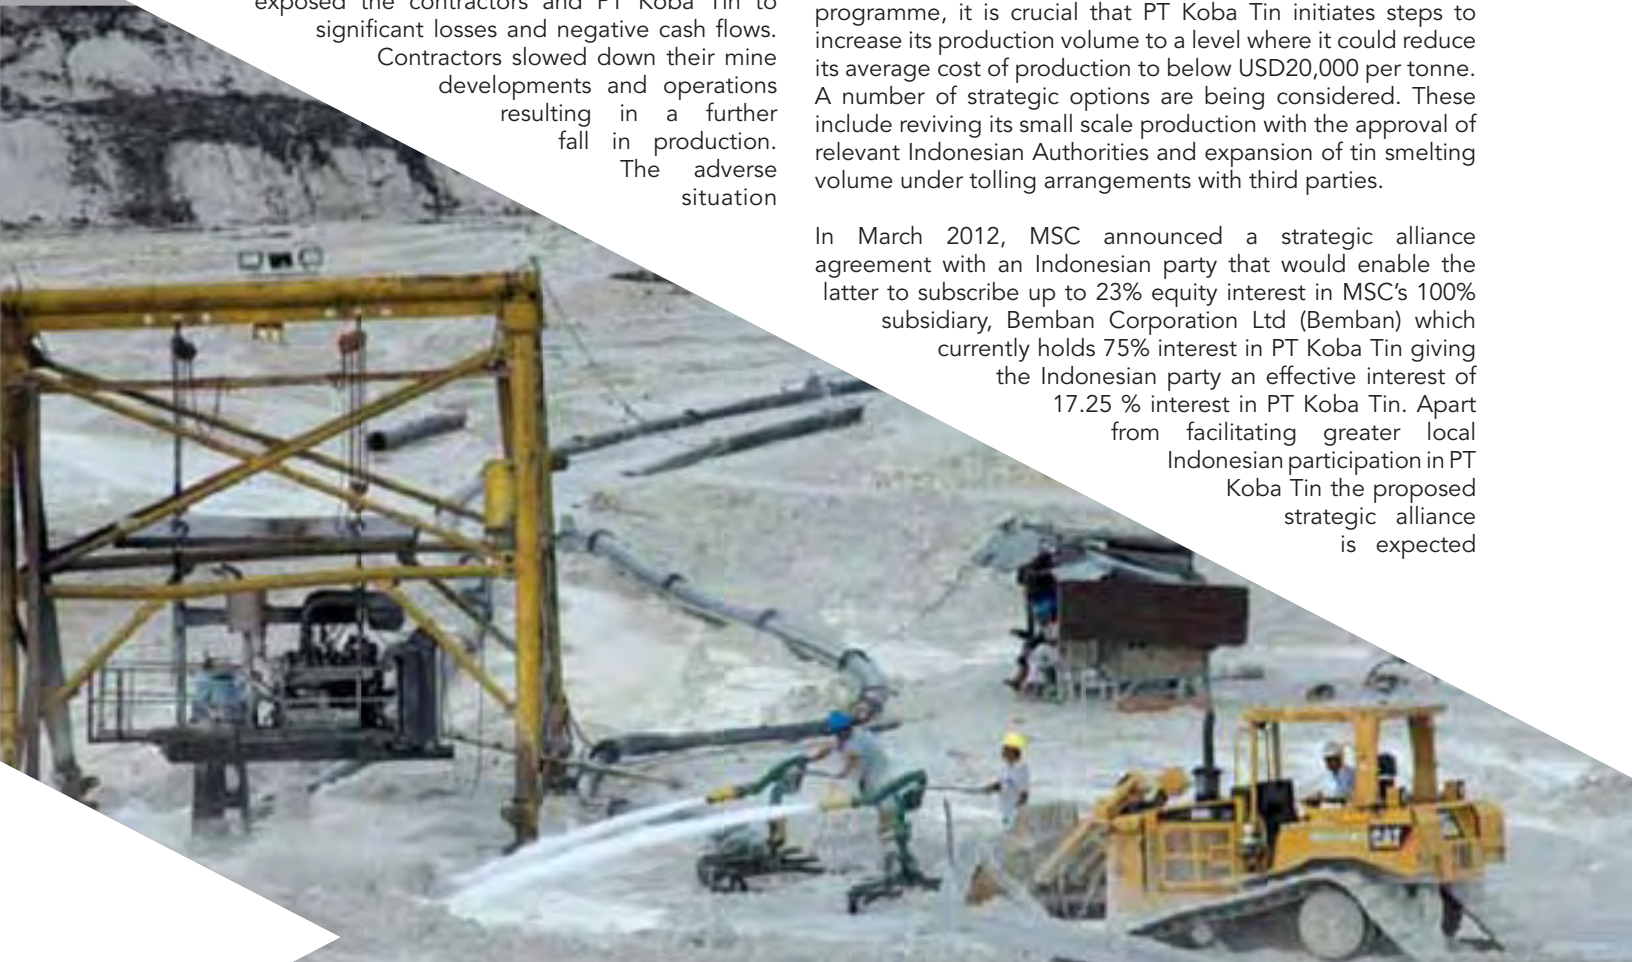 exposed the contractors and PT Koba Tin to
significant losses and negative cash flows.
Contractors slowed down their mine
developments and operations
resulting in a further
fall in production.
The adverse
situation
programme, it is crucial that PT Koba Tin initiates steps to
increase its production volume to a level where it could reduce
its average cost of production to below USD20,000 per tonne.
A number of strategic options are being considered. These
include reviving its small scale production with the approval of
relevant Indonesian Authorities and expansion of tin smelting
volume under tolling arrangements with third parties.
In March 2012, MSC announced a strategic alliance
agreement with an Indonesian party that would enable the
latter to subscribe up to 23% equity interest in MSC’s 100%
subsidiary, Bemban Corporation Ltd (Bemban) which
currently holds 75% interest in PT Koba Tin giving
the Indonesian party an effective interest of
17.25 % interest in PT Koba Tin. Apart
from facilitating greater local
Indonesian participation in PT
Koba Tin the proposed
strategic alliance
is expected
CAT